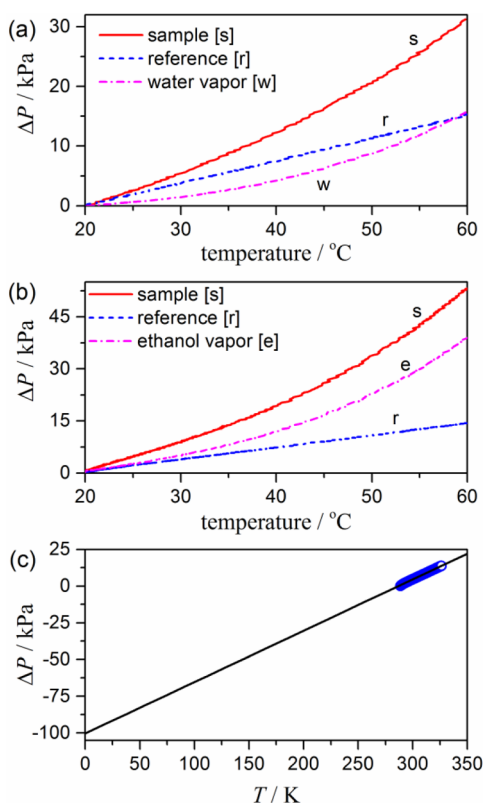 (a)
sample [s]
reference [r]
water vapor [w]
s
r
w
ΔP / kPa
30
20
10
0
20 30 40 50 60
temperature / °C
(b)
sample [s]
reference [r]
ethanol vapor [e]
s
e
r
ΔP / kPa
45
30
15
0
20 30 40 50 60
temperature / °C
(c)
ΔP / kPa
25
0
-25
-50
-75
-100
0 50 100 150 200 250 300 350
T / K